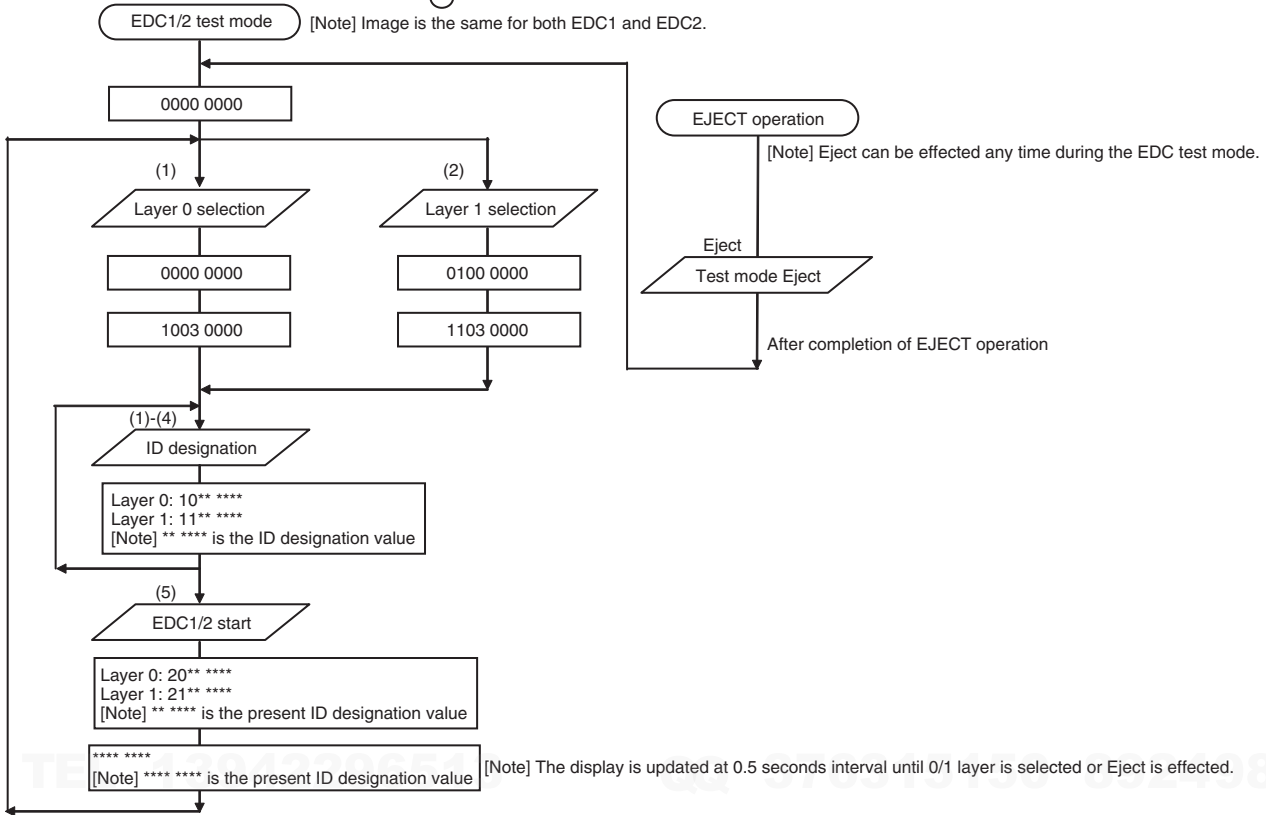 EDC1/2 test mode
[Note] Image is the same for both EDC1 and EDC2.
0000 0000
(1)
Layer 0 selection
0000 0000
1003 0000
(2)
Layer 1 selection
0100 0000
1103 0000
EJECT operation
[Note] Eject can be effected any time during the EDC test mode.
Eject
Test mode Eject
After completion of EJECT operation
(1)-(4)
ID designation
Layer 0: 10** ****
Layer 1: 11** ****
[Note] ** **** is the ID designation value
(5)
EDC1/2 start
Layer 0: 20** ****
Layer 1: 21** ****
[Note] ** **** is the present ID designation value
**** ****
[Note] **** **** is the present ID designation value
[Note] The display is updated at 0.5 seconds interval until 0/1 layer is selected or Eject is effected.